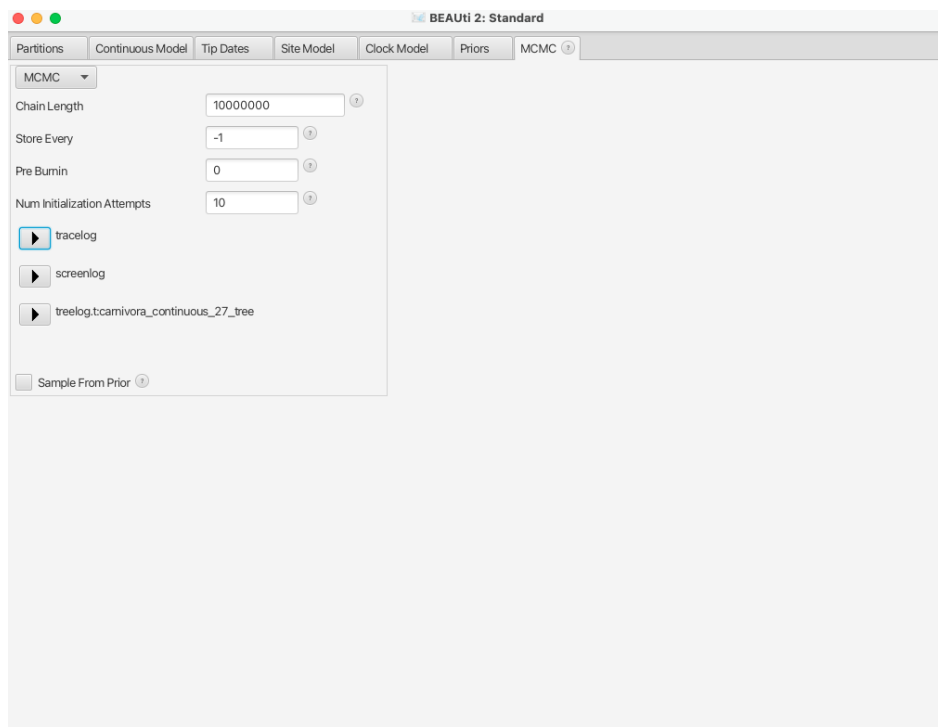 BEAUti 2: Standard
Partitions Continuous Model Tip Dates Site Model Clock Model Priors MCMC ?
MCMC
Chain Length 10000000 ?
Store Every -1 ?
Pre Burnin 0 ?
Num Initialization Attempts 10 ?
tracelog
screenlog
treelog.t:carnivora_continuous_27_tree
Sample From Prior ?